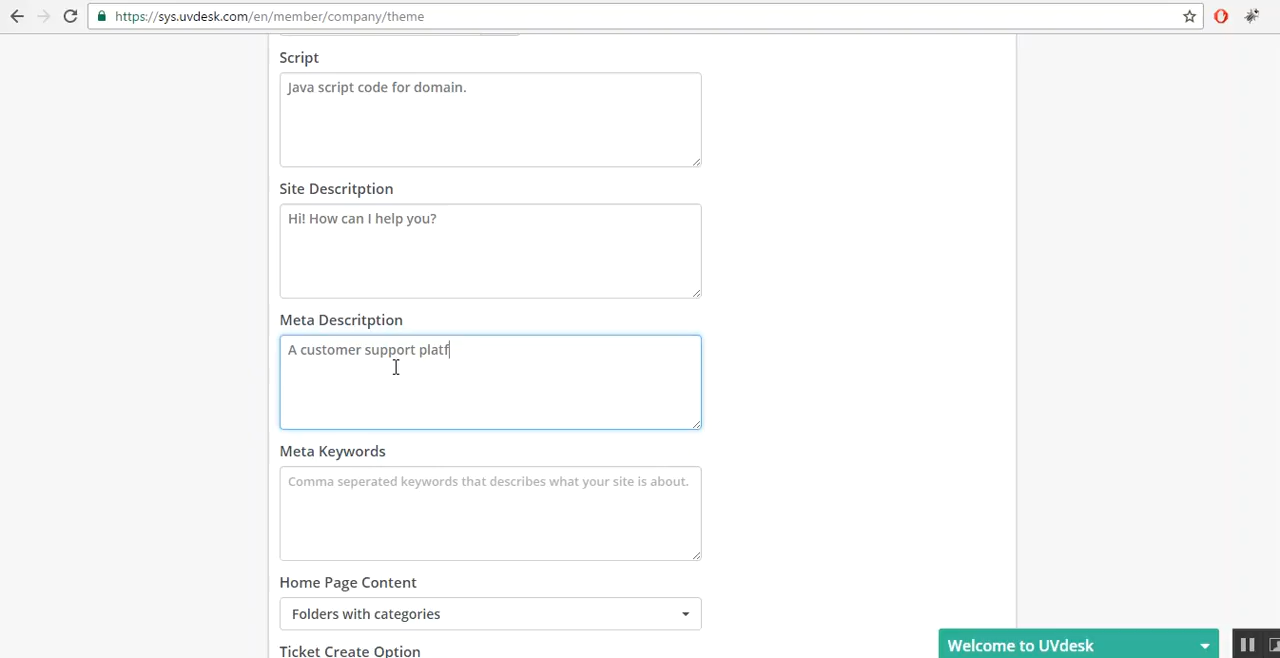 https://sys.uvdesk.com/en/member/company/theme
Script
Java script code for domain.
Site Descritption
Hi! How can I help you?
Meta Descritption
A customer support platf
Meta Keywords
Comma seperated keywords that describes what your site is about.
Home Page Content
Folders with categories
Ticket Create Option
Welcome to UVdesk